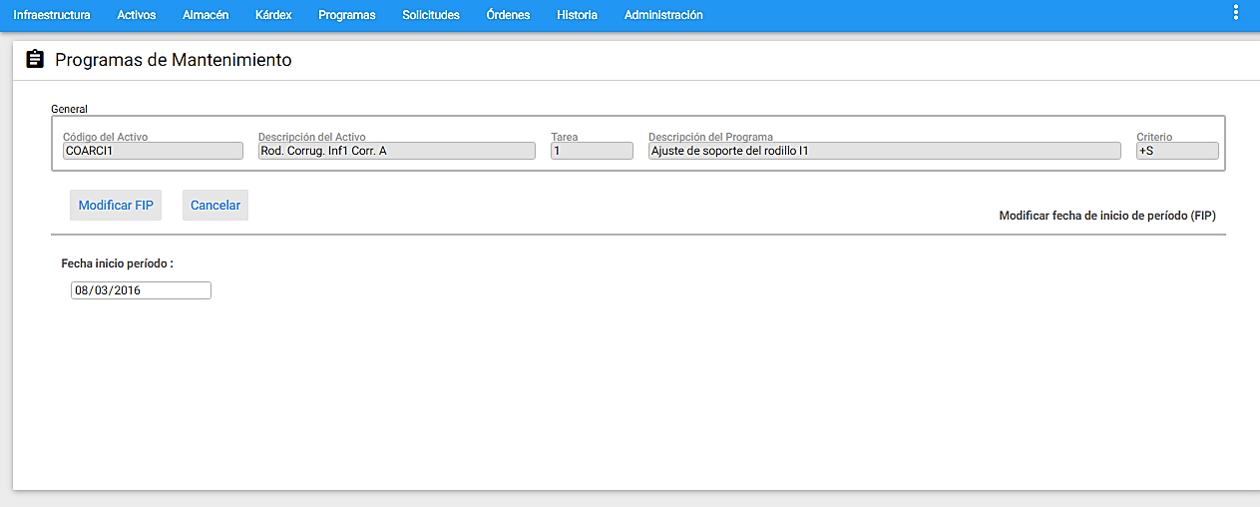 Infraestructura Activos Almacén Kárdex Programas Solicitudes Órdenes Historia Administración
Programas de Mantenimiento
General
Código del Activo Descripción del Activo Tarea Descripción del Programa Criterio
COARCI1 Rod. Corrug. Inf1 Corr. A 1 Ajuste de soporte del rodillo I1 +S
Modificar FIP Cancelar
Modificar fecha de inicio de período (FIP)
Fecha inicio período :
08/03/2016